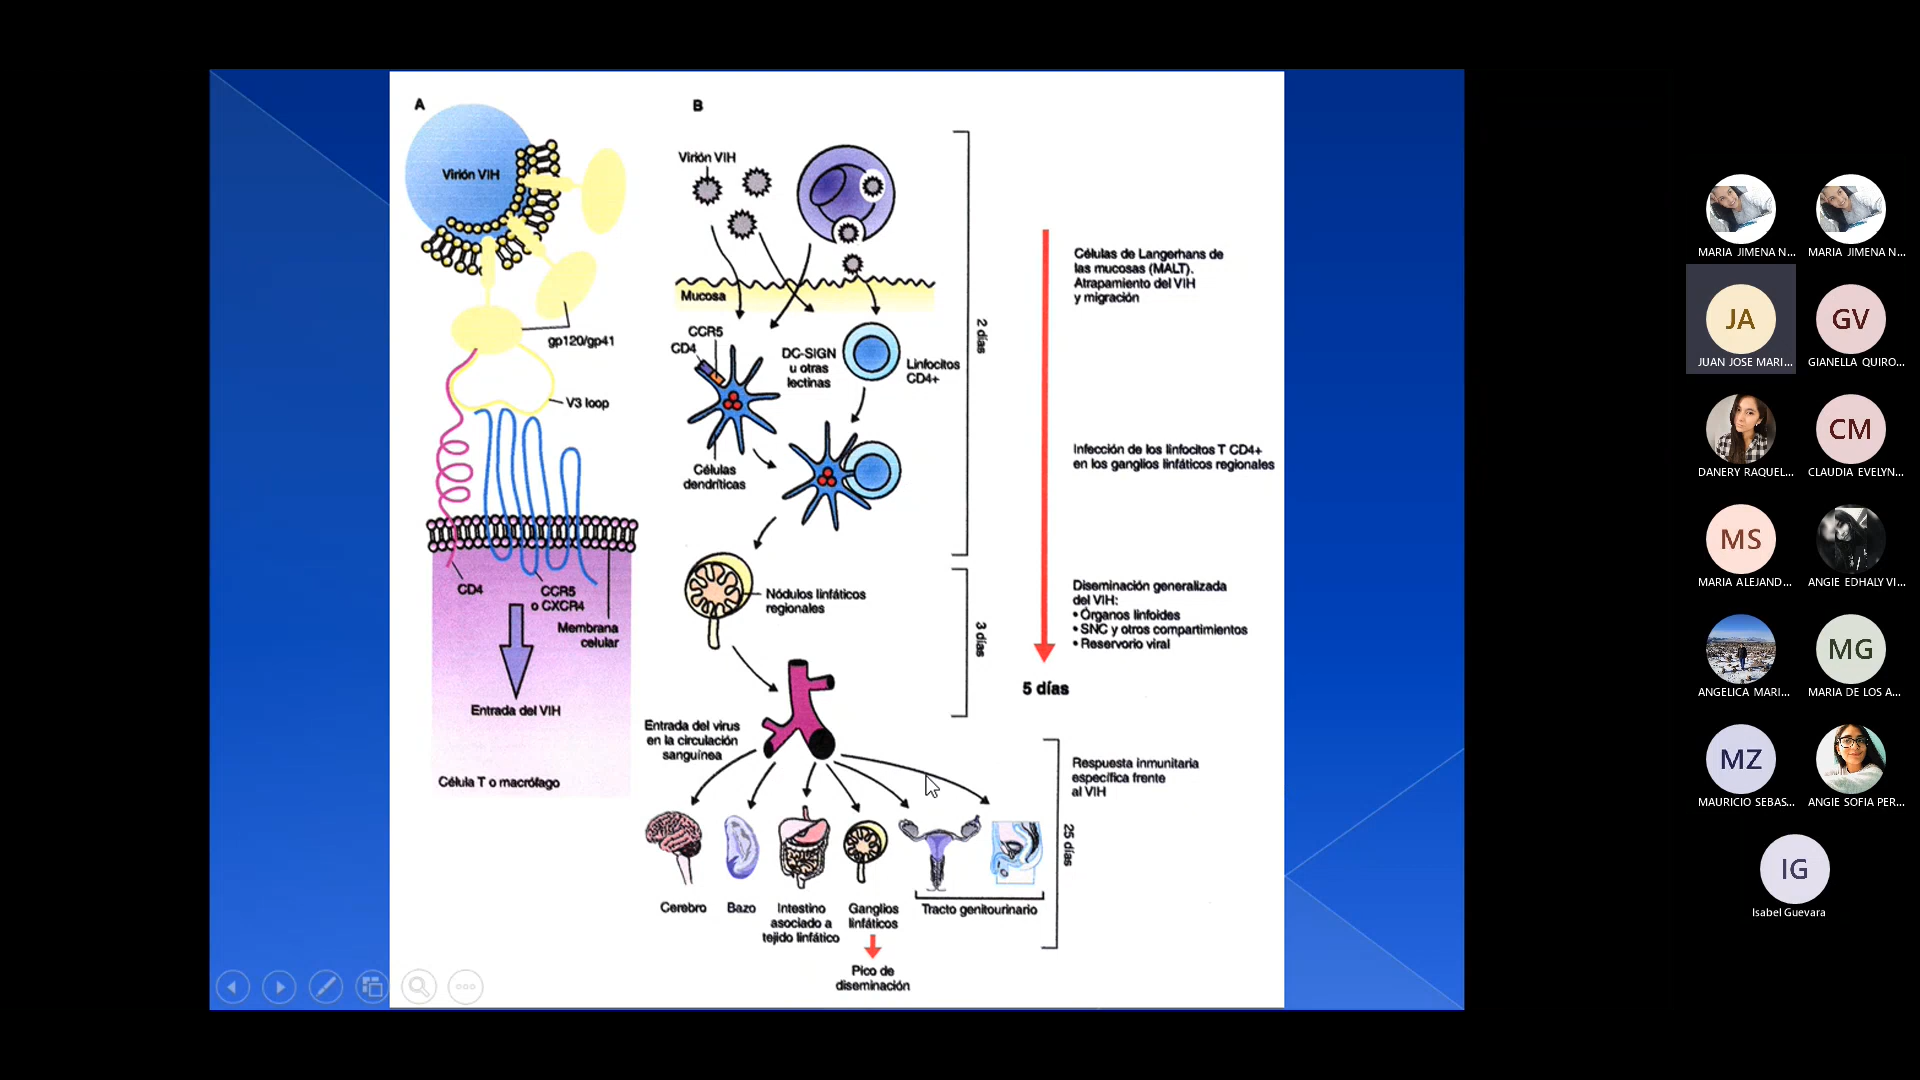 A
Virión VIH
gp120/gp41
V3 loop
CD4
CCR5
o CXCR4
Membrana
celular
Entrada del VIH
Célula T o macrófago
B
Virión VIH
Mucosa
CCR5
CD4
DC-SIGN
u otras
lectinas
Linfocitos
CD4+
Células
dendríticas
2 días
Nódulos linfáticos
regionales
3 días
Entrada del virus
en la circulación
sanguínea
Cerebro
Bazo
Intestino
asociado a
tejido linfático
Ganglios
linfáticos
Tracto genitourinario
Pico de
diseminación
25 días
Células de Langerhans de
las mucosas (MALT).
Atrapamiento del VIH
y migración
Infección de los linfocitos T CD4+
en los ganglios linfáticos regionales
Diseminación generalizada
del VIH:
• Órganos linfoides
• SNC y otros compartimientos
• Reservorio viral
5 días
Respuesta inmunitaria
específica frente
al VIH
MARIA JIMENA N...
MARIA JIMENA N...
JA
JUAN JOSE MARI...
GV
GIANELLA QUIRO...
DANERY RAQUEL...
CM
CLAUDIA EVELYN...
MS
MARIA ALEJAND...
ANGIE EDHALY VI...
ANGELICA MARI...
MG
MARIA DE LOS A...
MZ
MAURICIO SEBAS...
ANGIE SOFIA PER...
IG
Isabel Guevara